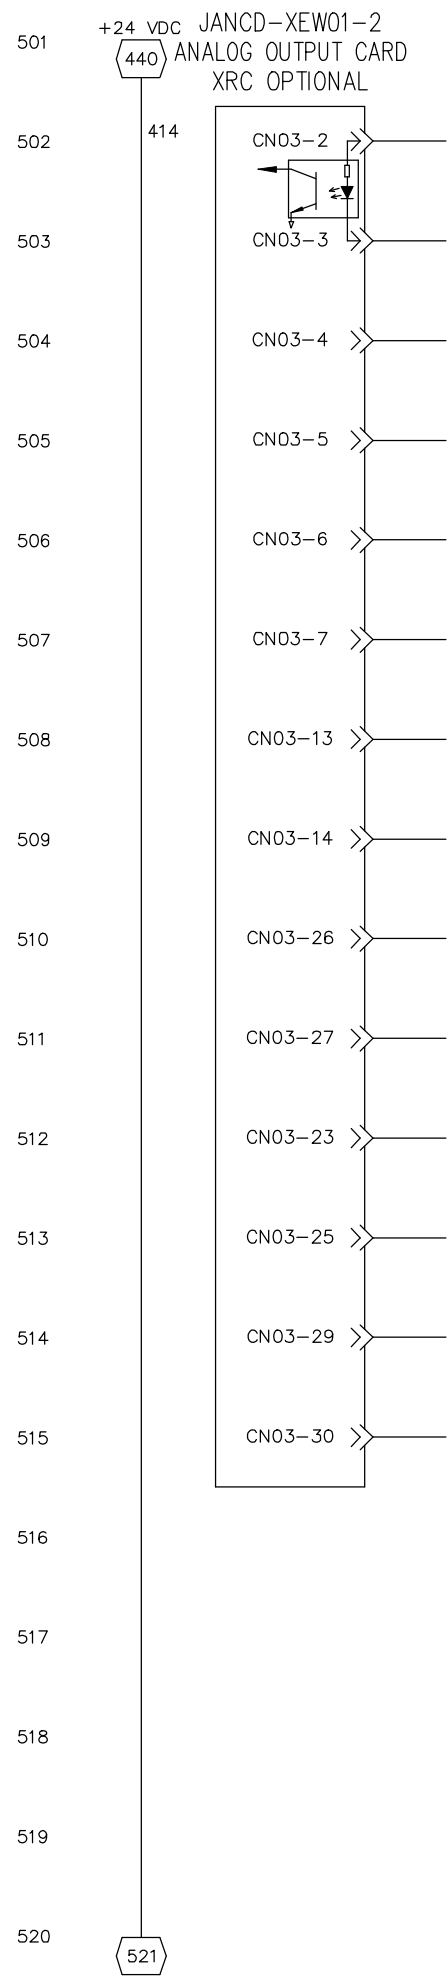 501
+24 VDC
JANCD-XEW01-2
440
ANALOG OUTPUT CARD
XRC OPTIONAL
414
502
CN03-2
503
CN03-3
504
CN03-4
505
CN03-5
506
CN03-6
507
CN03-7
508
CN03-13
509
CN03-14
510
CN03-26
511
CN03-27
512
CN03-23
513
CN03-25
514
CN03-29
515
CN03-30
516
517
518
519
520
521